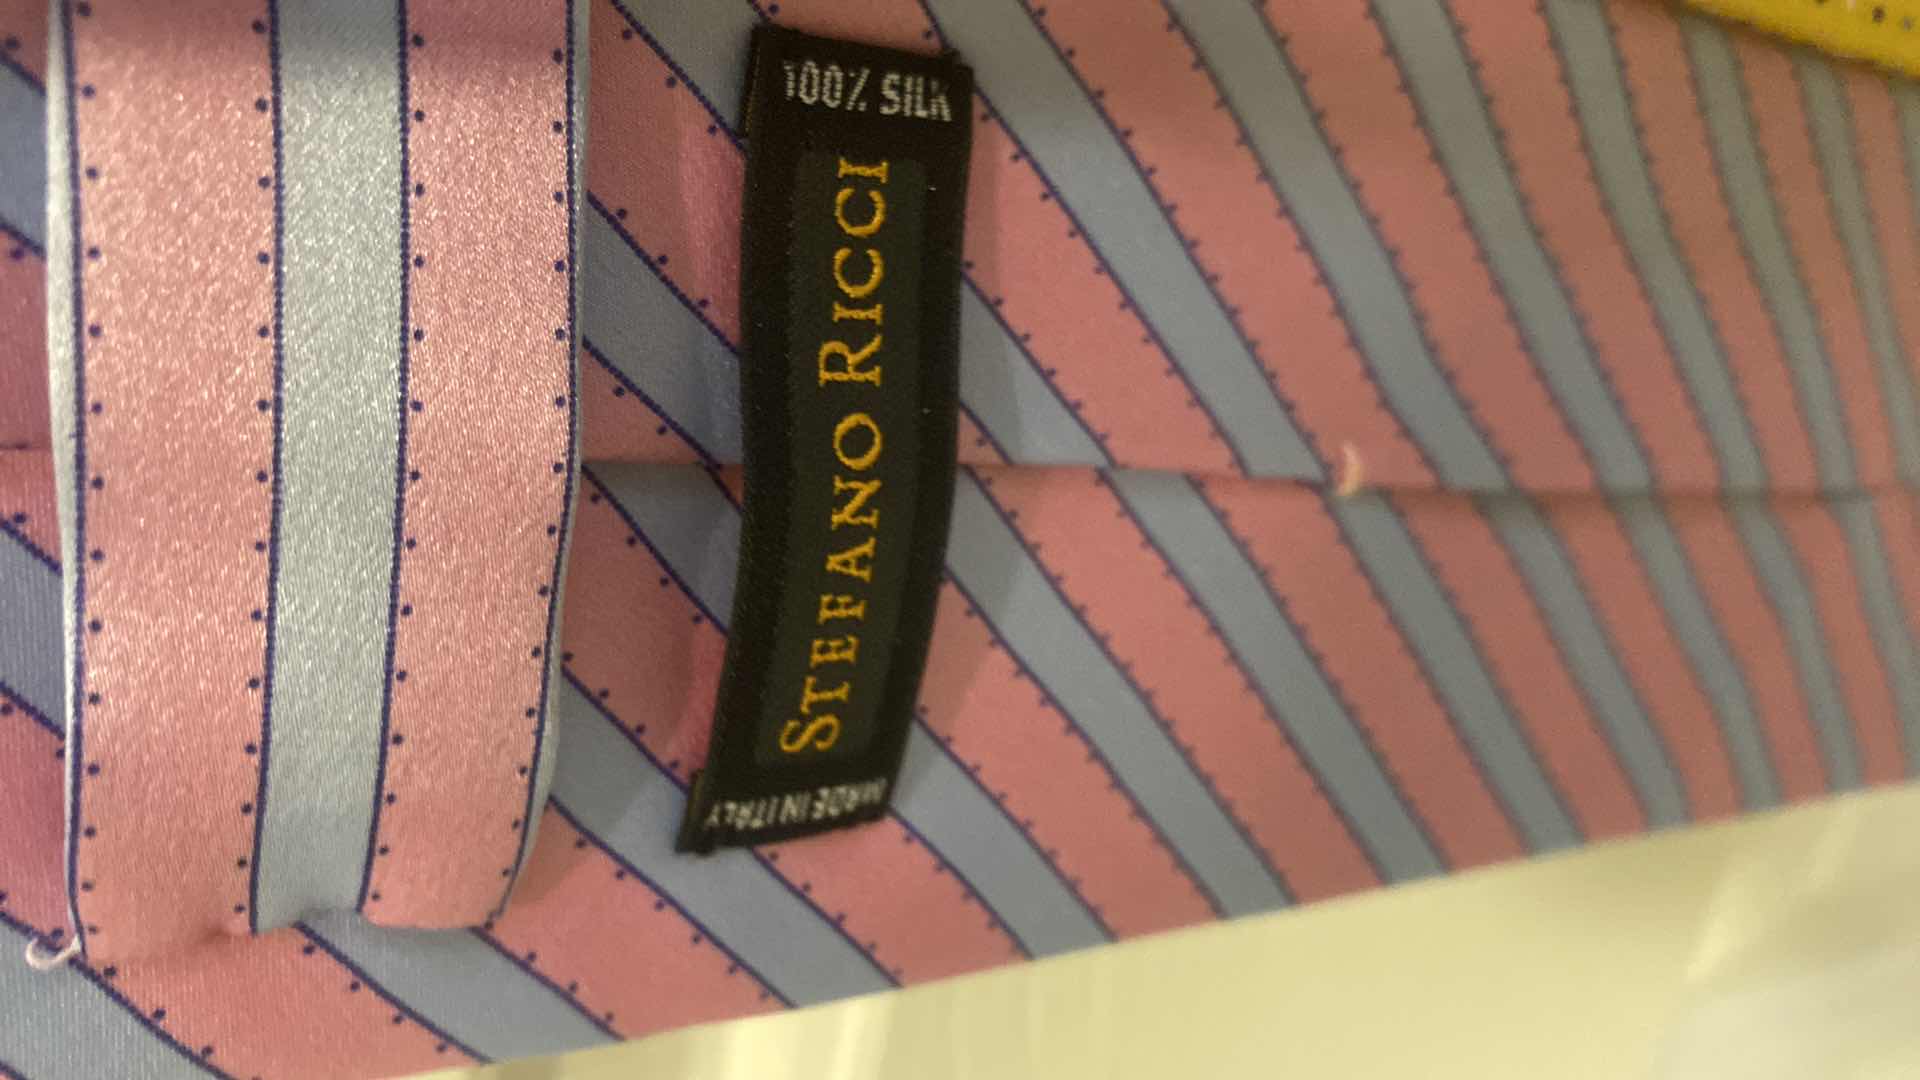 100% SILK
STEFANO RICCI
MADE IN ITALY